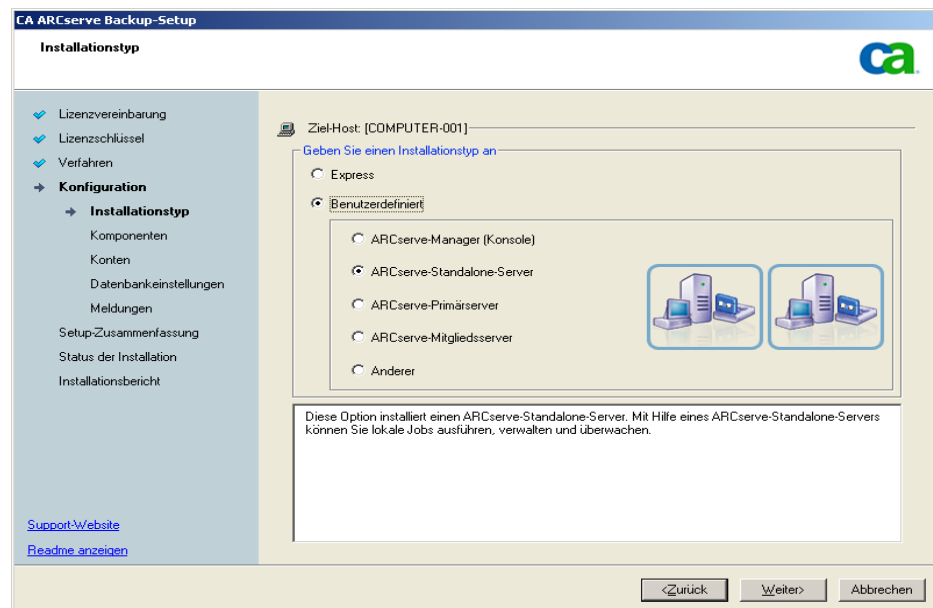 CA ARCserve Backup-Setup
Installationstyp
ca
Lizenzvereinbarung
Lizenzschlüssel
Verfahren
Konfiguration
Installationstyp
Komponenten
Konten
Datenbankeinstellungen
Meldungen
Setup-Zusammenfassung
Status der Installation
Installationsbericht
Support-Website
Readme anzeigen
Ziel-Host: [COMPUTER-001]
Geben Sie einen Installationstyp an
Express
Benutzerdefiniert
ARCserve-Manager (Konsole)
ARCserve-Standalone-Server
ARCserve-Primärserver
ARCserve-Mitgliedsserver
Anderer
Diese Option installiert einen ARCserve-Standalone-Server. Mit Hilfe eines ARCserve-Standalone-Servers
können Sie lokale Jobs ausführen, verwalten und überwachen.
<Zurück
Weiter>
Abbrechen